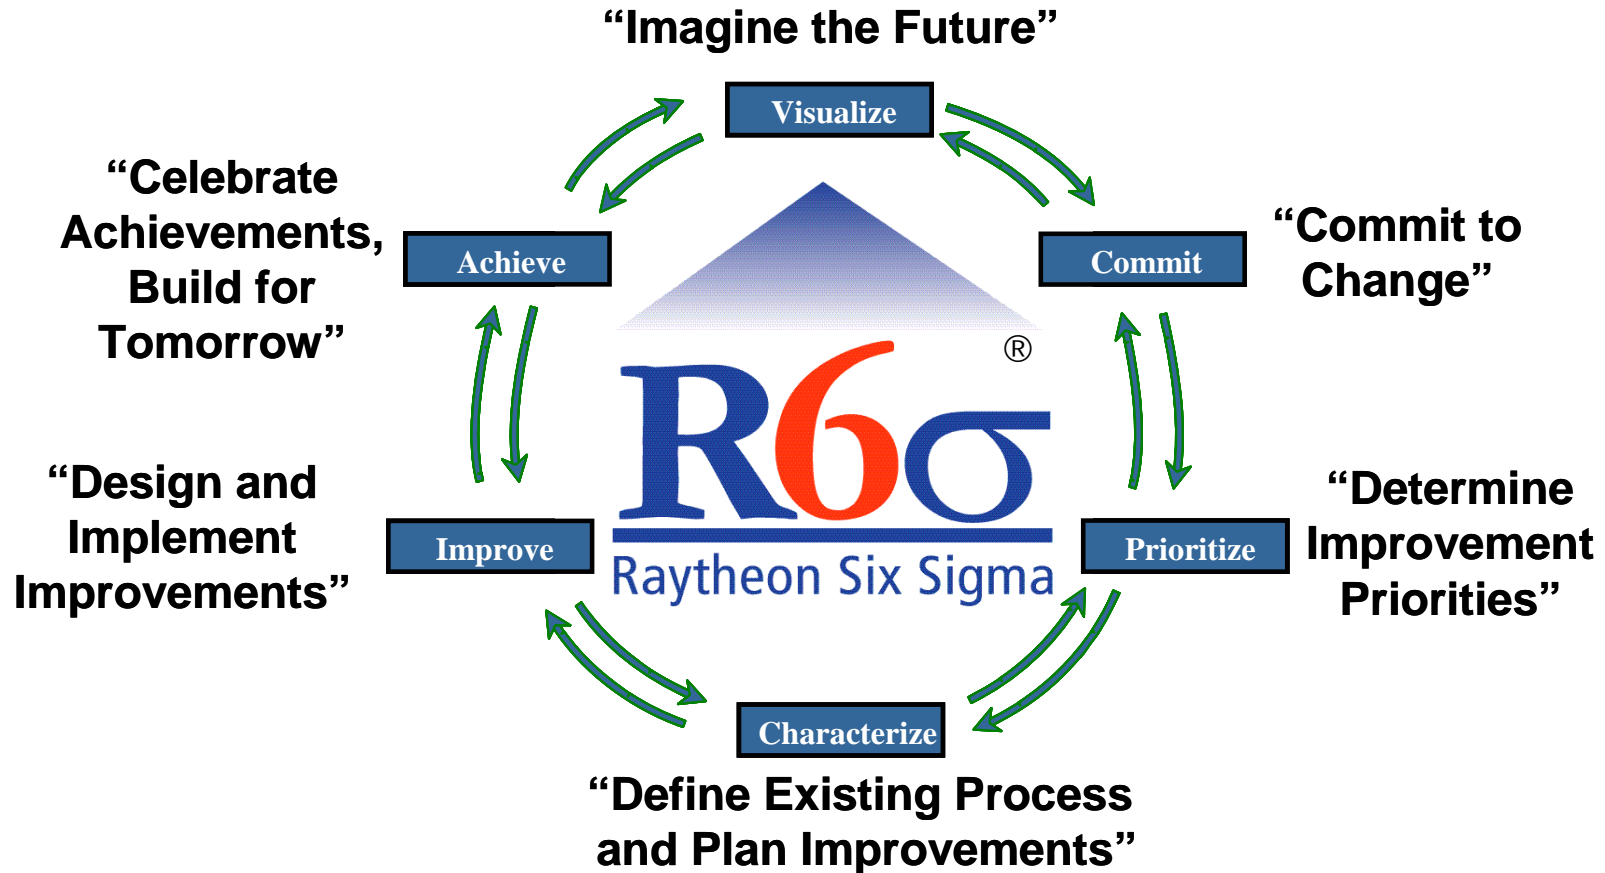 “Imagine the Future”
Visualize
“Celebrate
Achievements,
Build for
Tomorrow”
Achieve
Commit
“Commit to
Change”
®
R6σ
Raytheon Six Sigma
“Design and
Implement
Improvements”
Improve
Prioritize
“Determine
Improvement
Priorities”
Characterize
“Define Existing Process
and Plan Improvements”